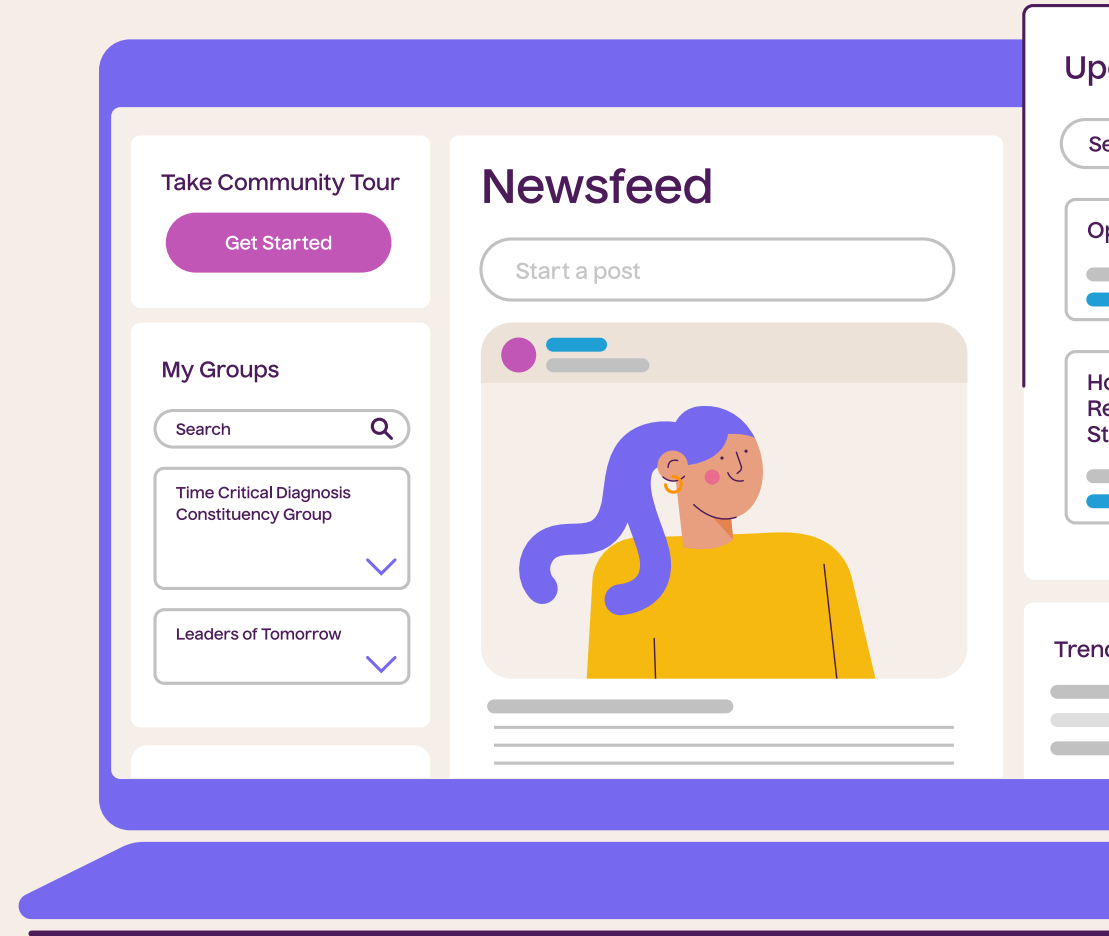 Take Community Tour
Get Started
My Groups
Search
Time Critical Diagnosis
Constituency Group
Leaders of Tomorrow
Newsfeed
Start a post